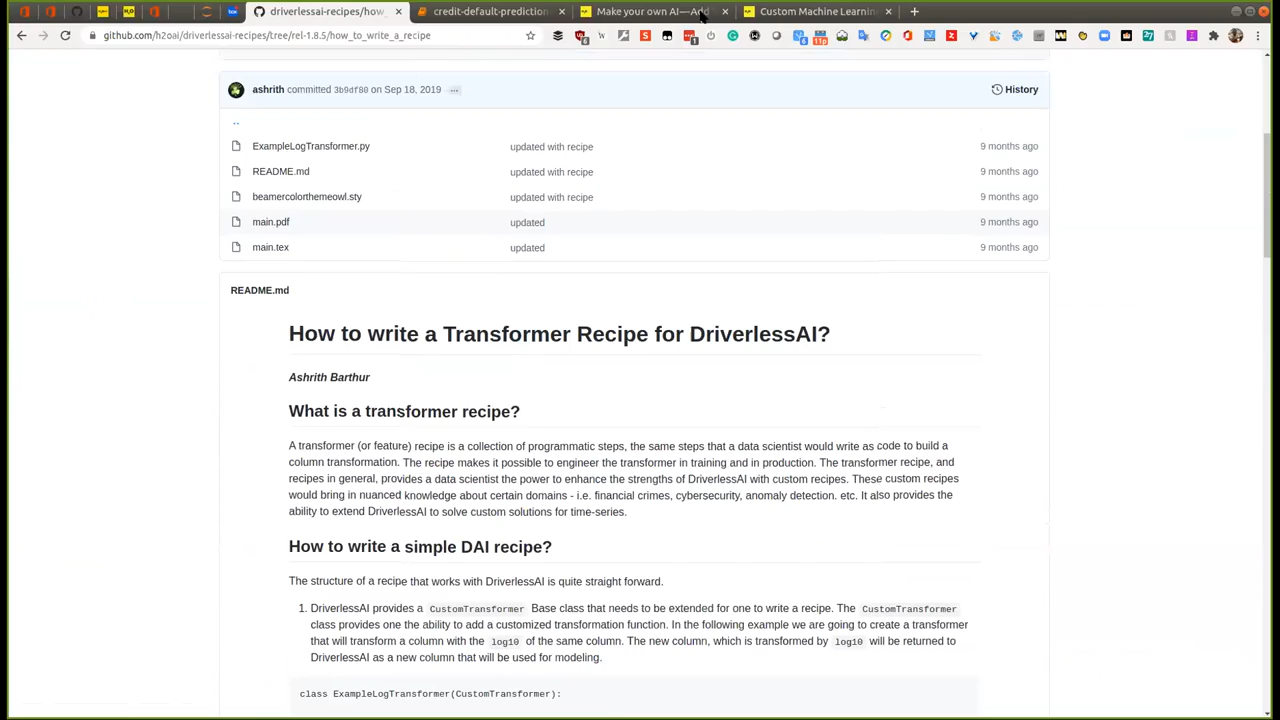 driverlessai-recipes/how_
credit-default-prediction
Make your own AI—Add
Custom Machine Learning
github.com/h2oai/driverlessai-recipes/tree/rel-1.8.5/how_to_write_a_recipe
ashrith committed 3b9df80 on Sep 18, 2019 ...
History
..
ExampleLogTransformer.py updated with recipe 9 months ago
README.md updated with recipe 9 months ago
beamercolorthemeowl.sty updated with recipe 9 months ago
main.pdf updated 9 months ago
main.tex updated 9 months ago
README.md
How to write a Transformer Recipe for DriverlessAI?
Ashrith Barthur
What is a transformer recipe?
A transformer (or feature) recipe is a collection of programmatic steps, the same steps that a data scientist would write as code to build a
column transformation. The recipe makes it possible to engineer the transformer in training and in production. The transformer recipe, and
recipes in general, provides a data scientist the power to enhance the strengths of DriverlessAI with custom recipes. These custom recipes
would bring in nuanced knowledge about certain domains - i.e. financial crimes, cybersecurity, anomaly detection. etc. It also provides the
ability to extend DriverlessAI to solve custom solutions for time-series.
How to write a simple DAI recipe?
The structure of a recipe that works with DriverlessAI is quite straight forward.
1. DriverlessAI provides a CustomTransformer Base class that needs to be extended for one to write a recipe. The CustomTransformer
class provides one the ability to add a customized transformation function. In the following example we are going to create a transformer
that will transform a column with the log10 of the same column. The new column, which is transformed by log10 will be returned to
DriverlessAI as a new column that will be used for modeling.
class ExampleLogTransformer(CustomTransformer):